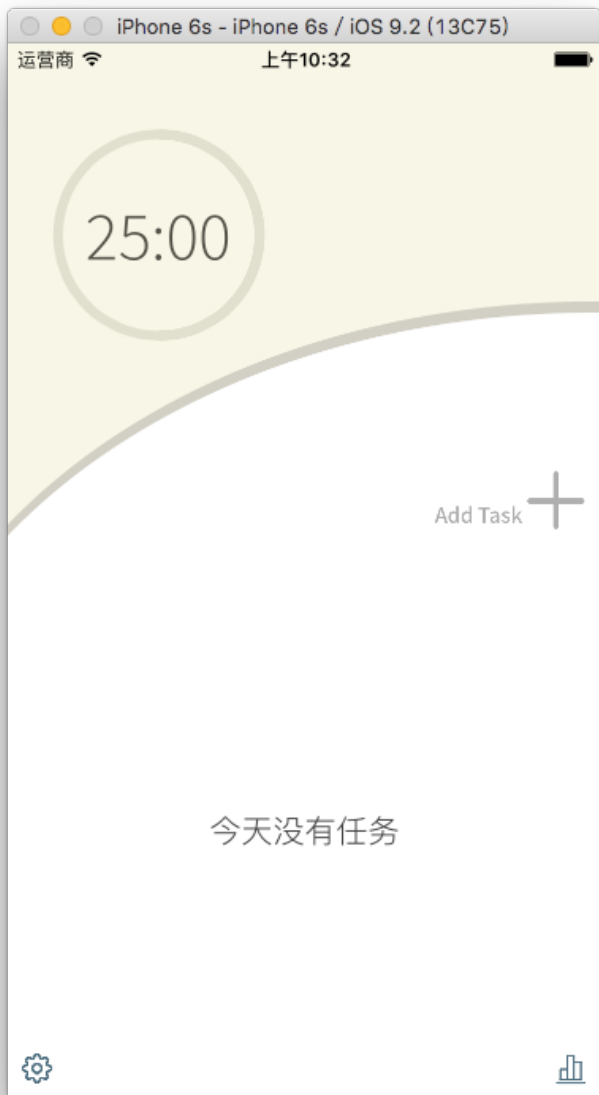 iPhone 6s - iPhone 6s / iOS 9.2 (13C75)
运营商 上午10:32
25:00
Add Task
今天没有任务